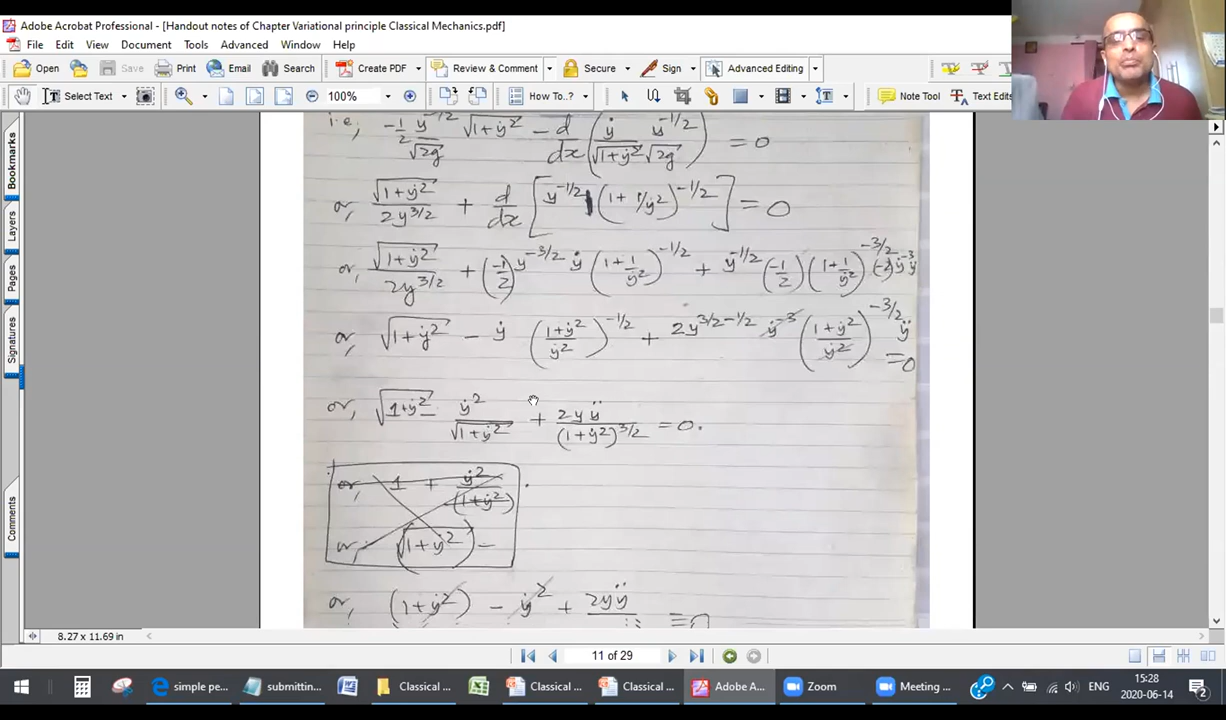 Adobe Acrobat Professional - [Handout notes of Chapter Variational principle Classical Mechanics.pdf]
File Edit View Document Tools Advanced Window Help
Open Save Print Email Search Create PDF Review & Comment Secure Sign Advanced Editing
Select Text 100% How To..? Note Tool Text Edits
Bookmarks
Layers
Pages
Signatures
Comments
i.e; -1/2 y^{-1/2}/√2g √1+ẏ² - d/dx (ẏ/√1+ẏ² y^{-1/2}/√2g) = 0
or, √1+ẏ²/2y^{3/2} + d/dx [y^{-1/2} (1+1/ẏ²)^{-1/2}] = 0
or, √1+ẏ²/2y^{3/2} + (-1/2) y^{-3/2} ẏ (1+1/ẏ²)^{-1/2} + y^{-1/2} (-1/2) (1+1/ẏ²)^{-3/2} (-2) ẏ^{-3} ÿ
or, √1+ẏ² - ẏ (1+ẏ²/ẏ²)^{-1/2} + 2y^{3/2-1/2} ẏ^{-3} (1+ẏ²/ẏ²)^{-3/2} ÿ = 0
or, √1+ẏ² ẏ²/√1+ẏ² + 2yÿ/(1+ẏ²)^{3/2} = 0.
or, 1 + ẏ²/(1+ẏ²) .
or, (√1+ẏ²) -
or, (1+ẏ²) - ẏ² + 2yÿ = 0
8.27 x 11.69 in
11 of 29
simple pe... submittin... Classical ... Classical ... Classical ... Adobe A... Zoom Meeting ... ENG 15:28
2020-06-14 2